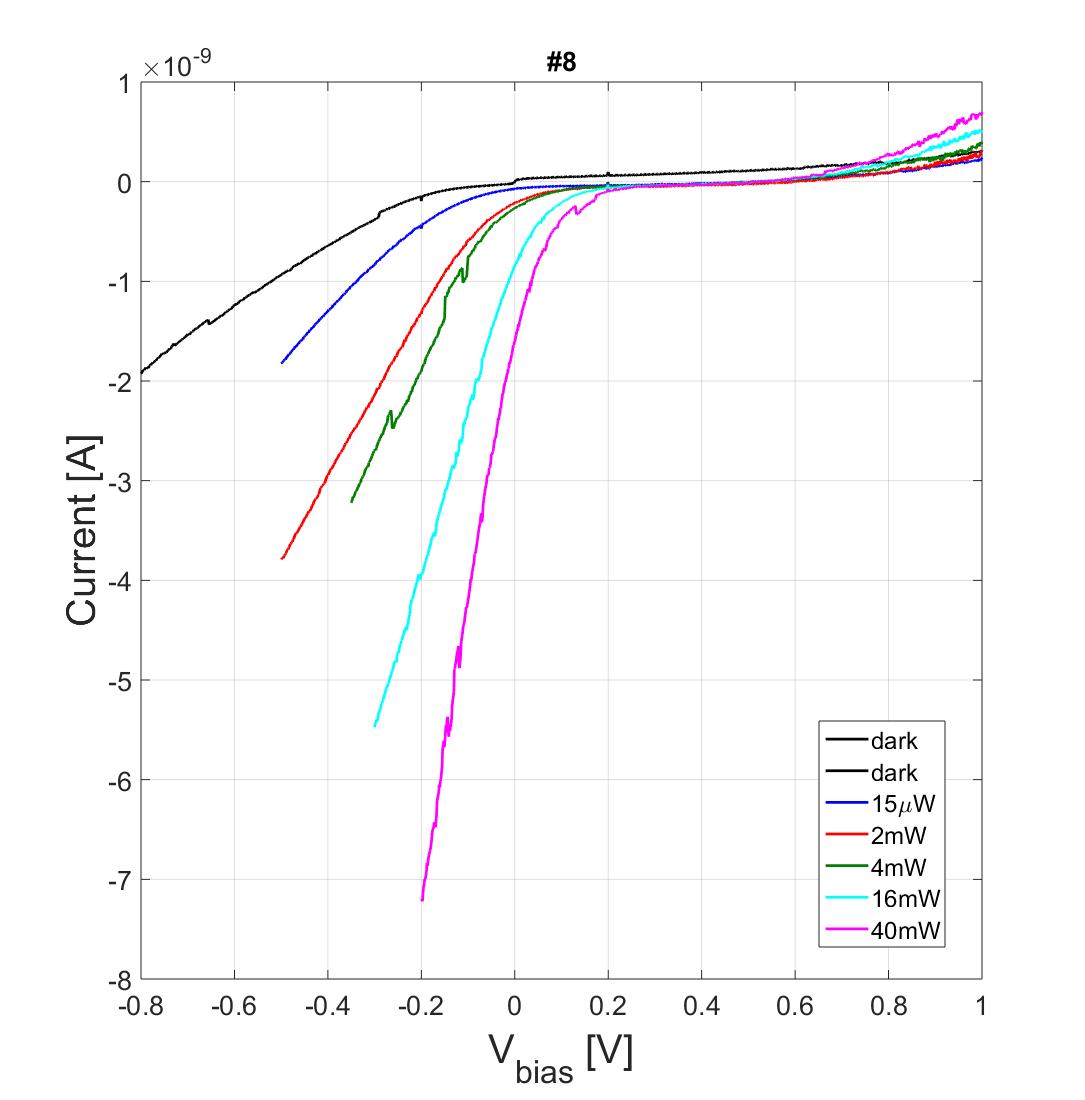 #8
×10⁻⁹
1
0
-1
-2
-3
-4
-5
-6
-7
-8
Current [A]
-0.8 -0.6 -0.4 -0.2 0 0.2 0.4 0.6 0.8 1
V_bias [V]
dark
dark
15μW
2mW
4mW
16mW
40mW